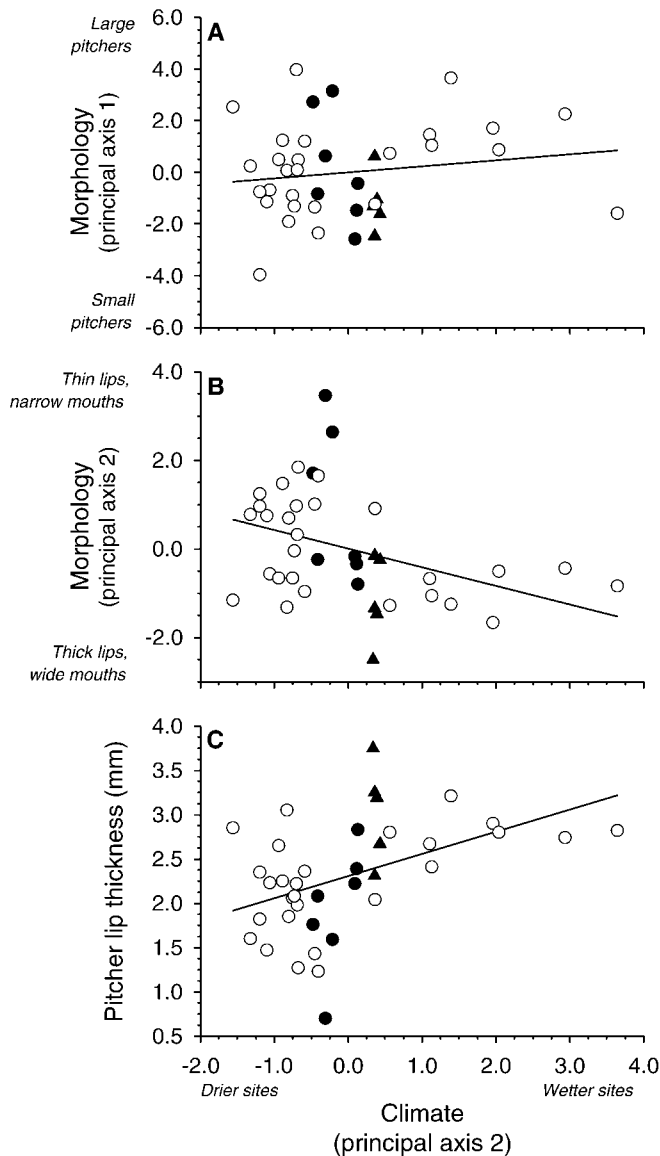 Large
pitchers
A
6.0
4.0
2.0
0.0
-2.0
-4.0
-6.0
Morphology
(principal axis 1)
Small
pitchers
Thin lips,
narrow mouths
B
4.0
2.0
0.0
-2.0
Morphology
(principal axis 2)
Thick lips,
wide mouths
C
4.0
3.5
3.0
2.5
2.0
1.5
1.0
0.5
Pitcher lip thickness (mm)
-2.0 -1.0 0.0 1.0 2.0 3.0 4.0
Drier sites Wetter sites
Climate
(principal axis 2)